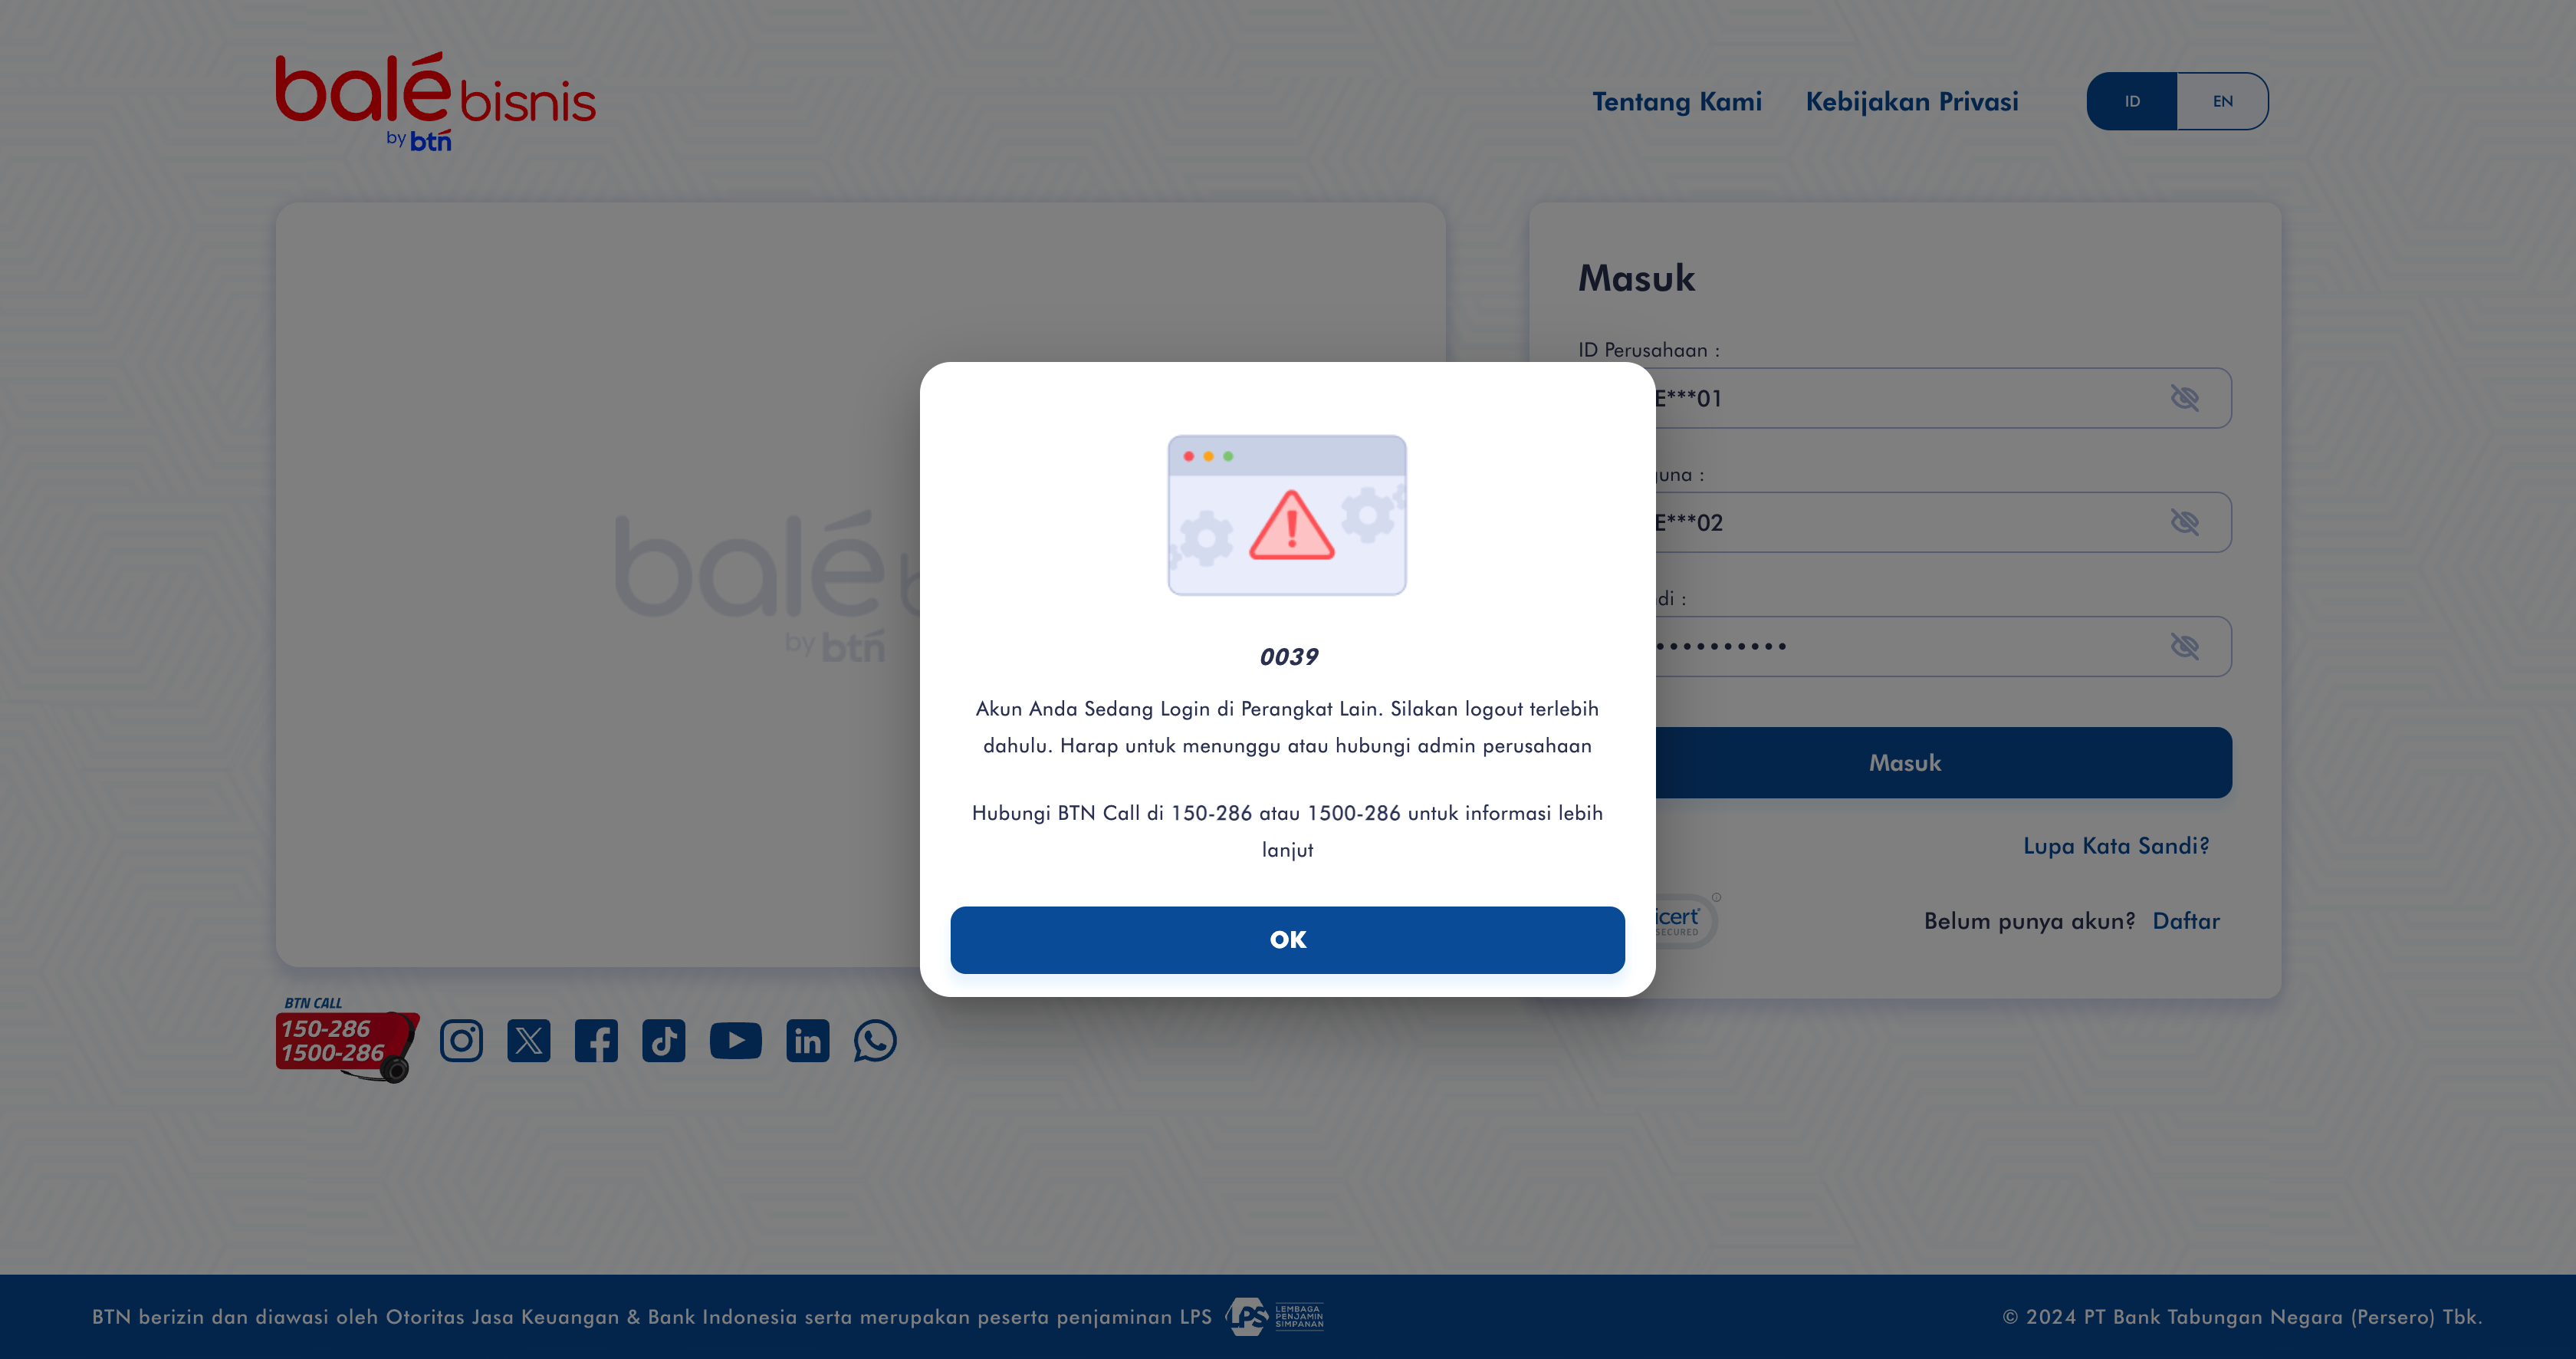 balé bisnis
by btn
Tentang Kami
Kebijakan Privasi
ID
EN
balé
by btn
Masuk
ID Perusahaan :
E***01
una :
E***02
di :
••••••••••
Masuk
Lupa Kata Sandi?
icert
SECURED
Belum punya akun? Daftar
0039
Akun Anda Sedang Login di Perangkat Lain. Silakan logout terlebih
dahulu. Harap untuk menunggu atau hubungi admin perusahaan
Hubungi BTN Call di 150-286 atau 1500-286 untuk informasi lebih
lanjut
OK
BTN CALL
150-286
1500-286
BTN berizin dan diawasi oleh Otoritas Jasa Keuangan & Bank Indonesia serta merupakan peserta penjaminan LPS
LPS
LEMBAGA
PENJAMIN
SIMPANAN
© 2024 PT Bank Tabungan Negara (Persero) Tbk.